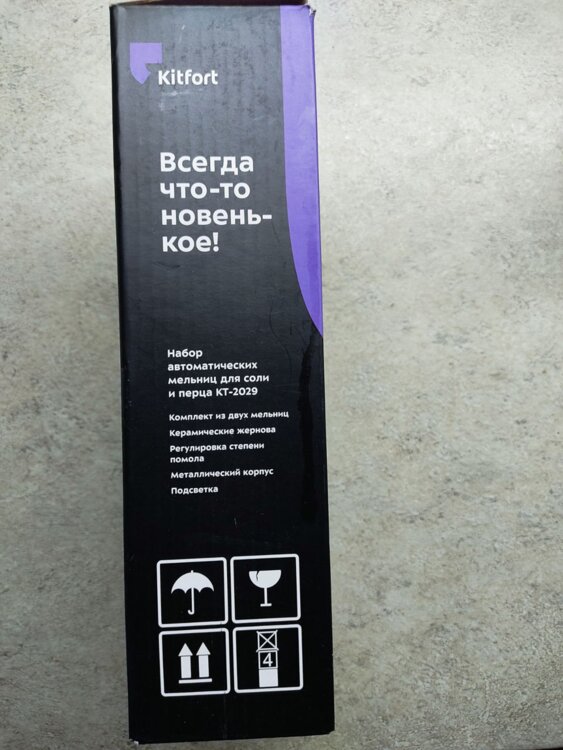 Kitfort
Всегда
что-то
новень-
кое!
Набор
автоматических
мельниц для соли
и перца КТ-2029
Комплект из двух мельниц
Керамические жернова
Регулировка степени
помола
Металлический корпус
Подсветка
4